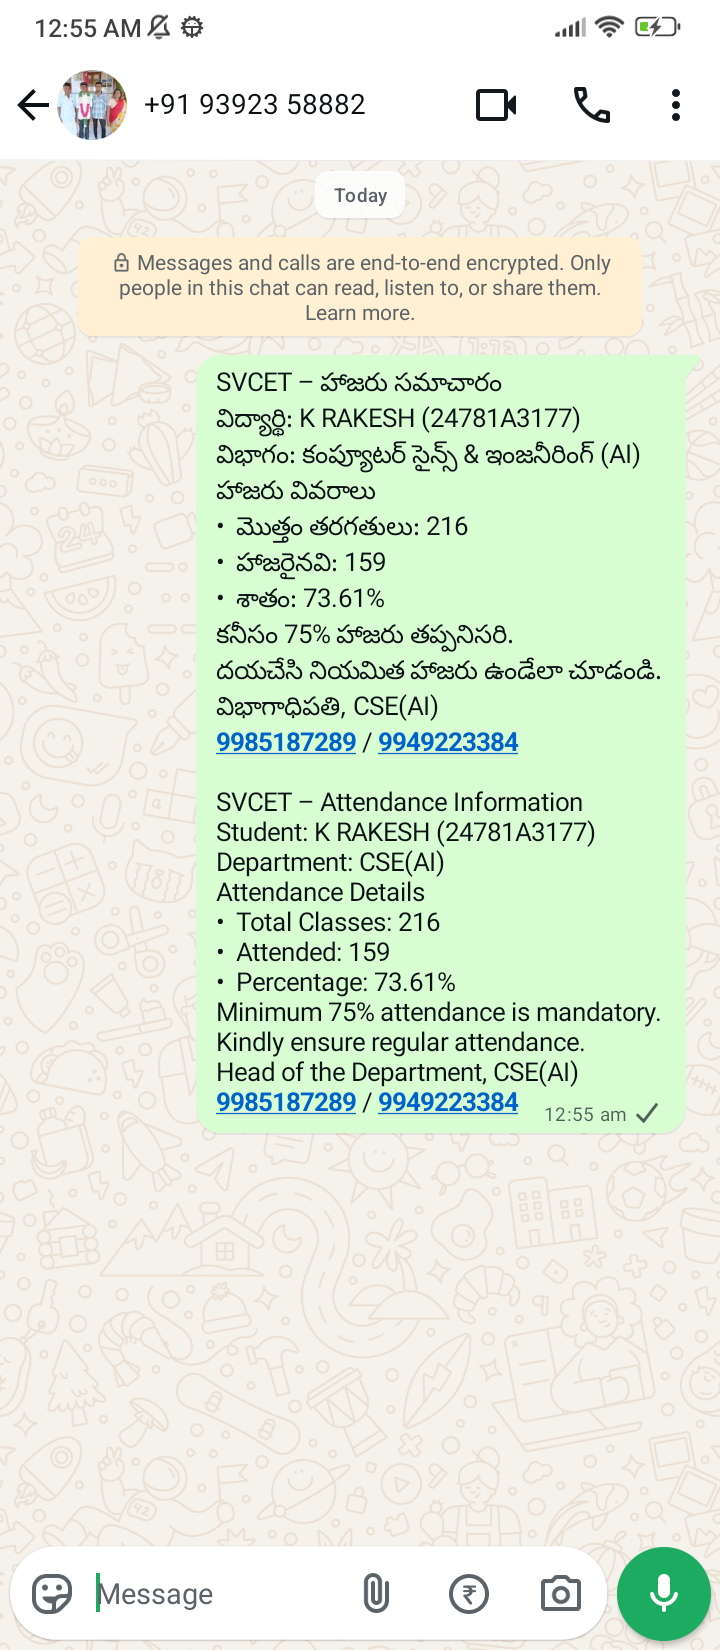 12:55 AM
+91 93923 58882
Today
Messages and calls are end-to-end encrypted. Only
people in this chat can read, listen to, or share them.
Learn more.
SVCET – హాజరు సమాచారం
విద్యార్థి: K RAKESH (24781A3177)
విభాగం: కంప్యూటర్ సైన్స్ & ఇంజనీరింగ్ (AI)
హాజరు వివరాలు
• మొత్తం తరగతులు: 216
• హాజరైనవి: 159
• శాతం: 73.61%
కనీసం 75% హాజరు తప్పనిసరి.
దయచేసి నియమిత హాజరు ఉండేలా చూడండి.
విభాగాధిపతి, CSE(AI)
9985187289 / 9949223384
SVCET – Attendance Information
Student: K RAKESH (24781A3177)
Department: CSE(AI)
Attendance Details
• Total Classes: 216
• Attended: 159
• Percentage: 73.61%
Minimum 75% attendance is mandatory.
Kindly ensure regular attendance.
Head of the Department, CSE(AI)
9985187289 / 9949223384
12:55 am
Message